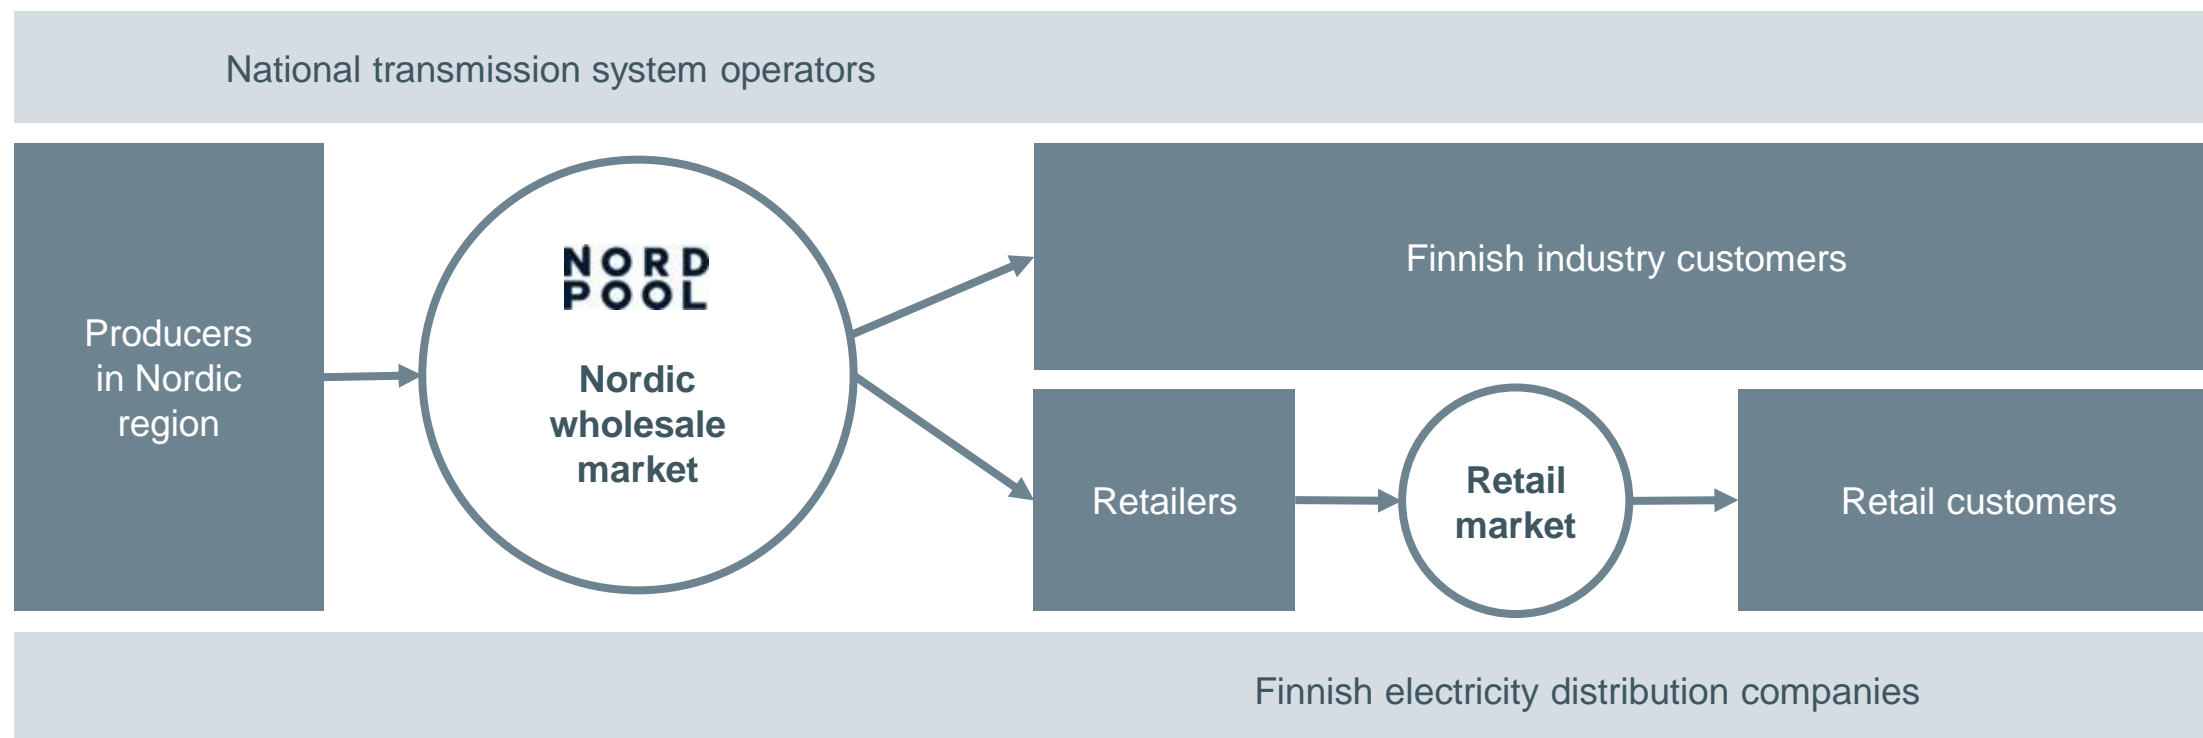 National transmission system operators
Producers
in Nordic
region
NORD
POOL
Nordic
wholesale
market
Finnish industry customers
Retailers
Retail
market
Retail customers
Finnish electricity distribution companies